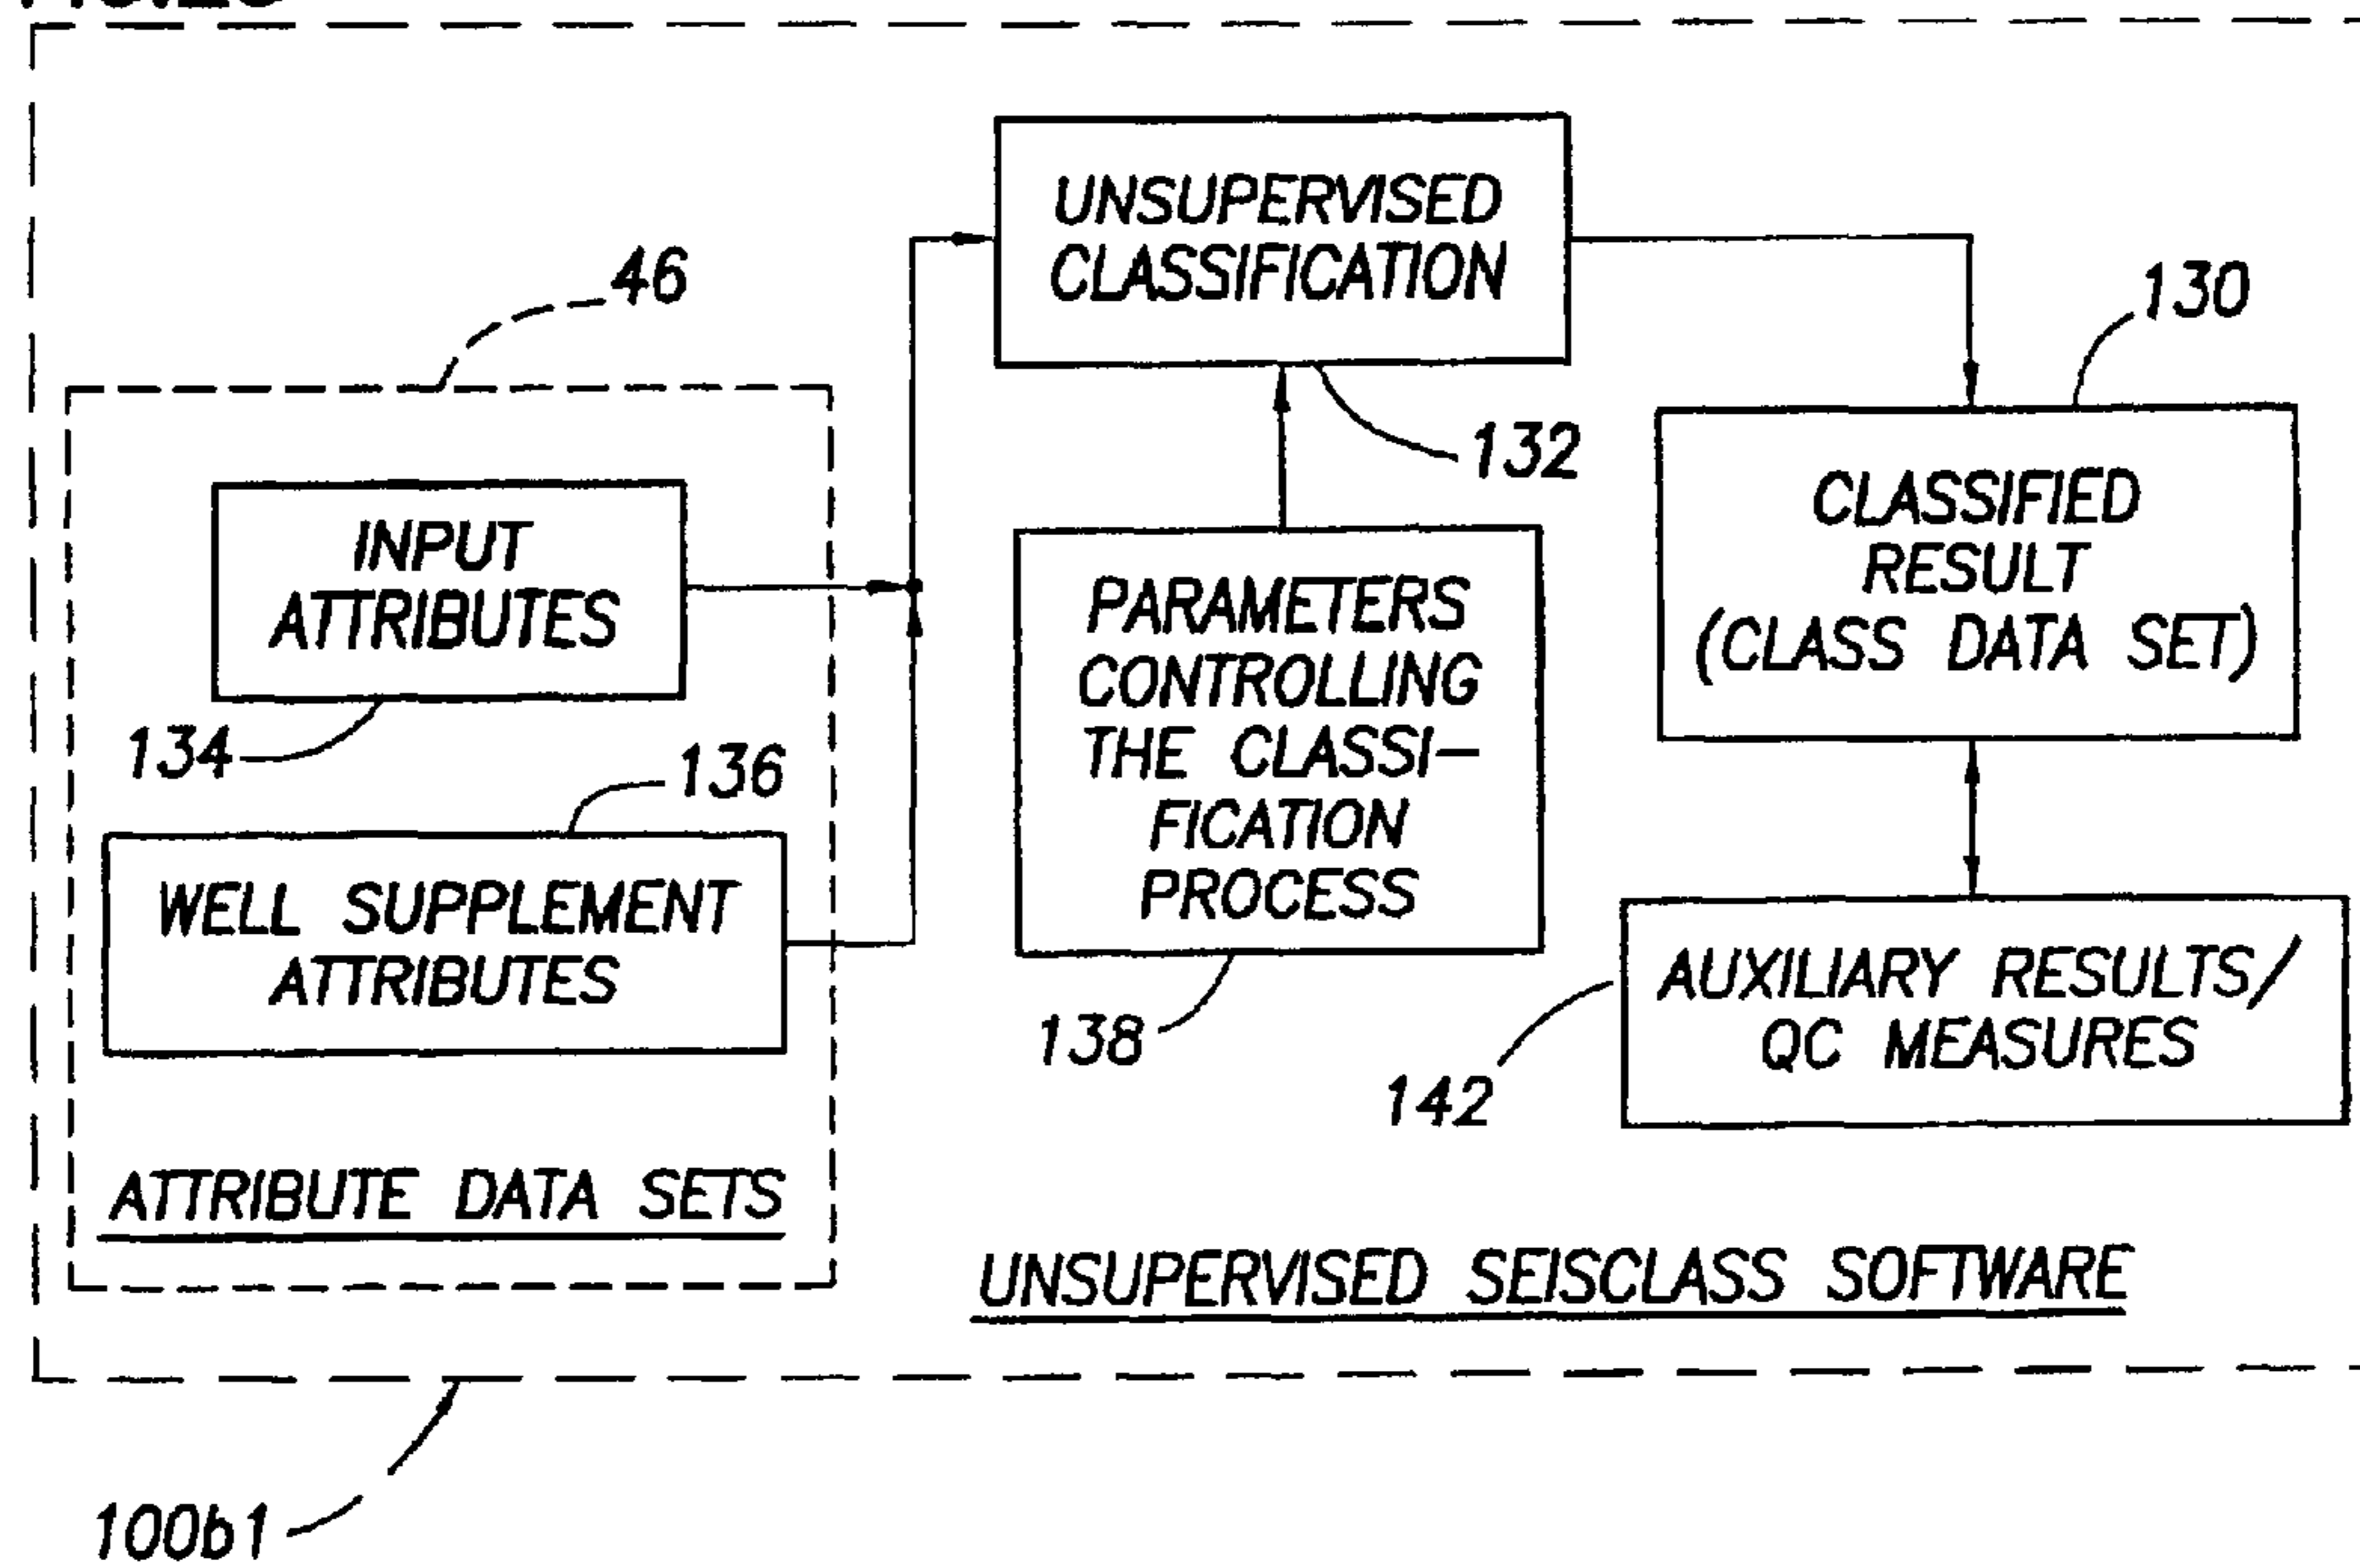 46
UNSUPERVISED
CLASSIFICATION
130
132
INPUT
ATTRIBUTES
134
136
WELL SUPPLEMENT
ATTRIBUTES
PARAMETERS
CONTROLLING
THE CLASSI-
FICATION
PROCESS
138
CLASSIFIED
RESULT
(CLASS DATA SET)
AUXILIARY RESULTS/
QC MEASURES
142
ATTRIBUTE DATA SETS
UNSUPERVISED SEISCLASS SOFTWARE
100b1